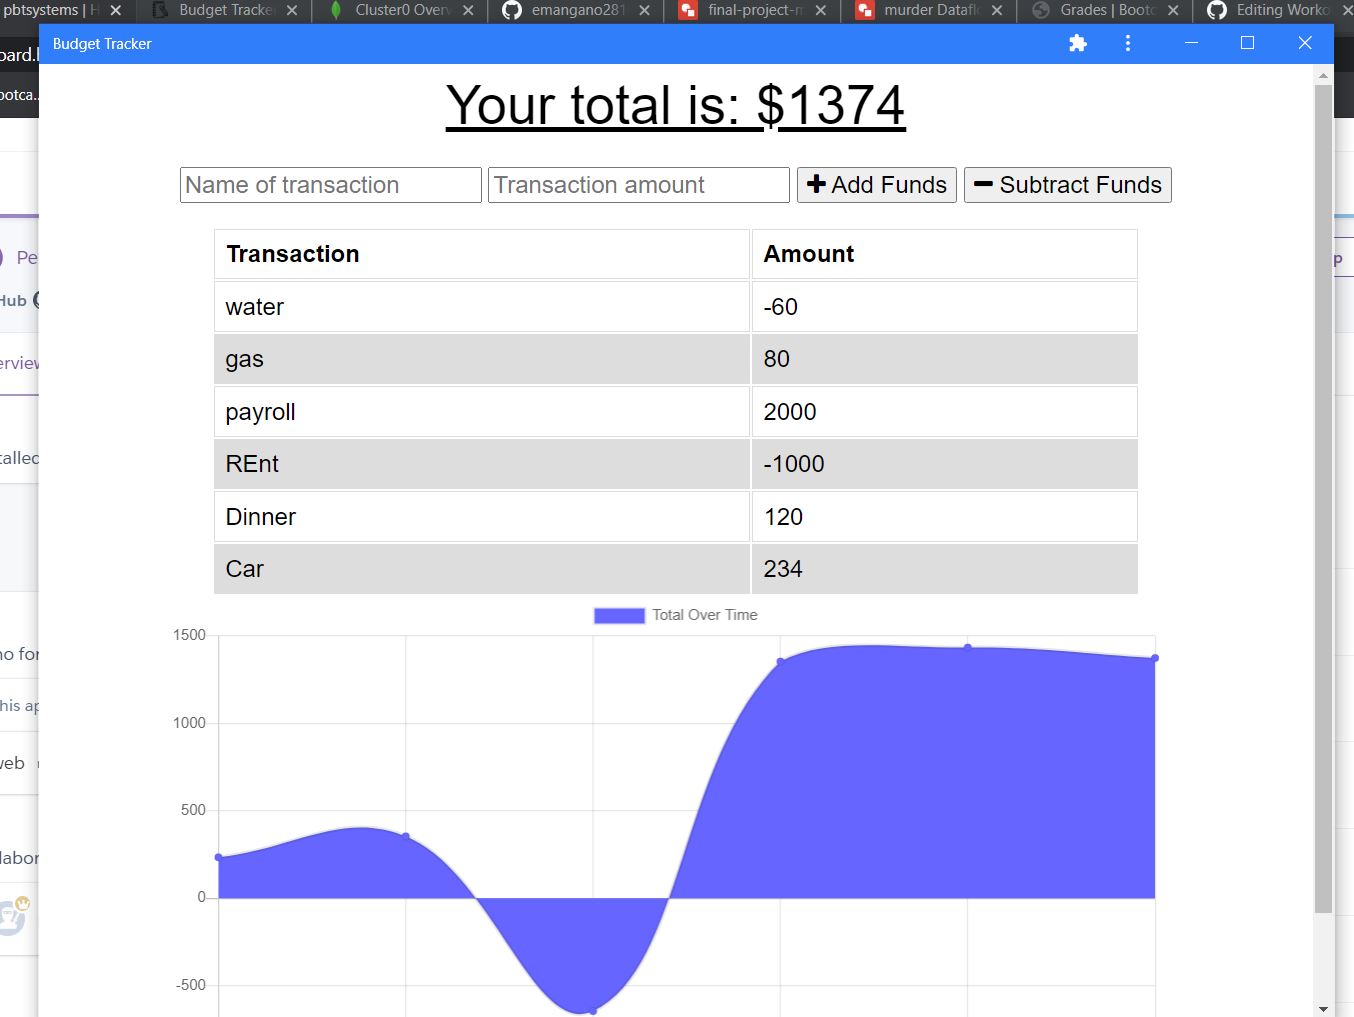 pbtsystems | H
Budget Tracke
Cluster0 Overv
emangano281
final-project-m
murder Datafl
Grades | Bootc
Editing Worko
oard.
Budget Tracker
ootca...
Your total is: $1374
Name of transaction Transaction amount Add Funds Subtract Funds
Transaction Amount
water -60
gas 80
payroll 2000
REnt -1000
Dinner 120
Car 234
Total Over Time
1500
1000
500
0
-500
Pe
Hub
erview
talled
no for
his ap
web
labor
p